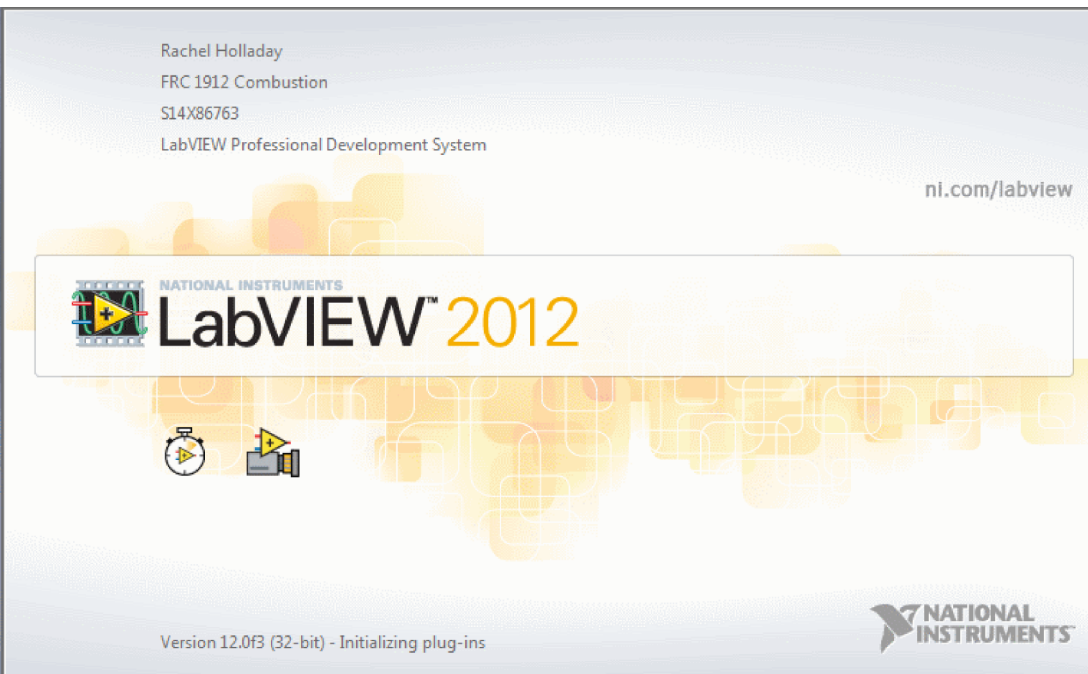 Rachel Holladay
FRC 1912 Combustion
S14X86763
LabVIEW Professional Development System
ni.com/labview
NATIONAL INSTRUMENTS
LabVIEW™ 2012
Version 12.0f3 (32-bit) - Initializing plug-ins
NATIONAL
INSTRUMENTS™